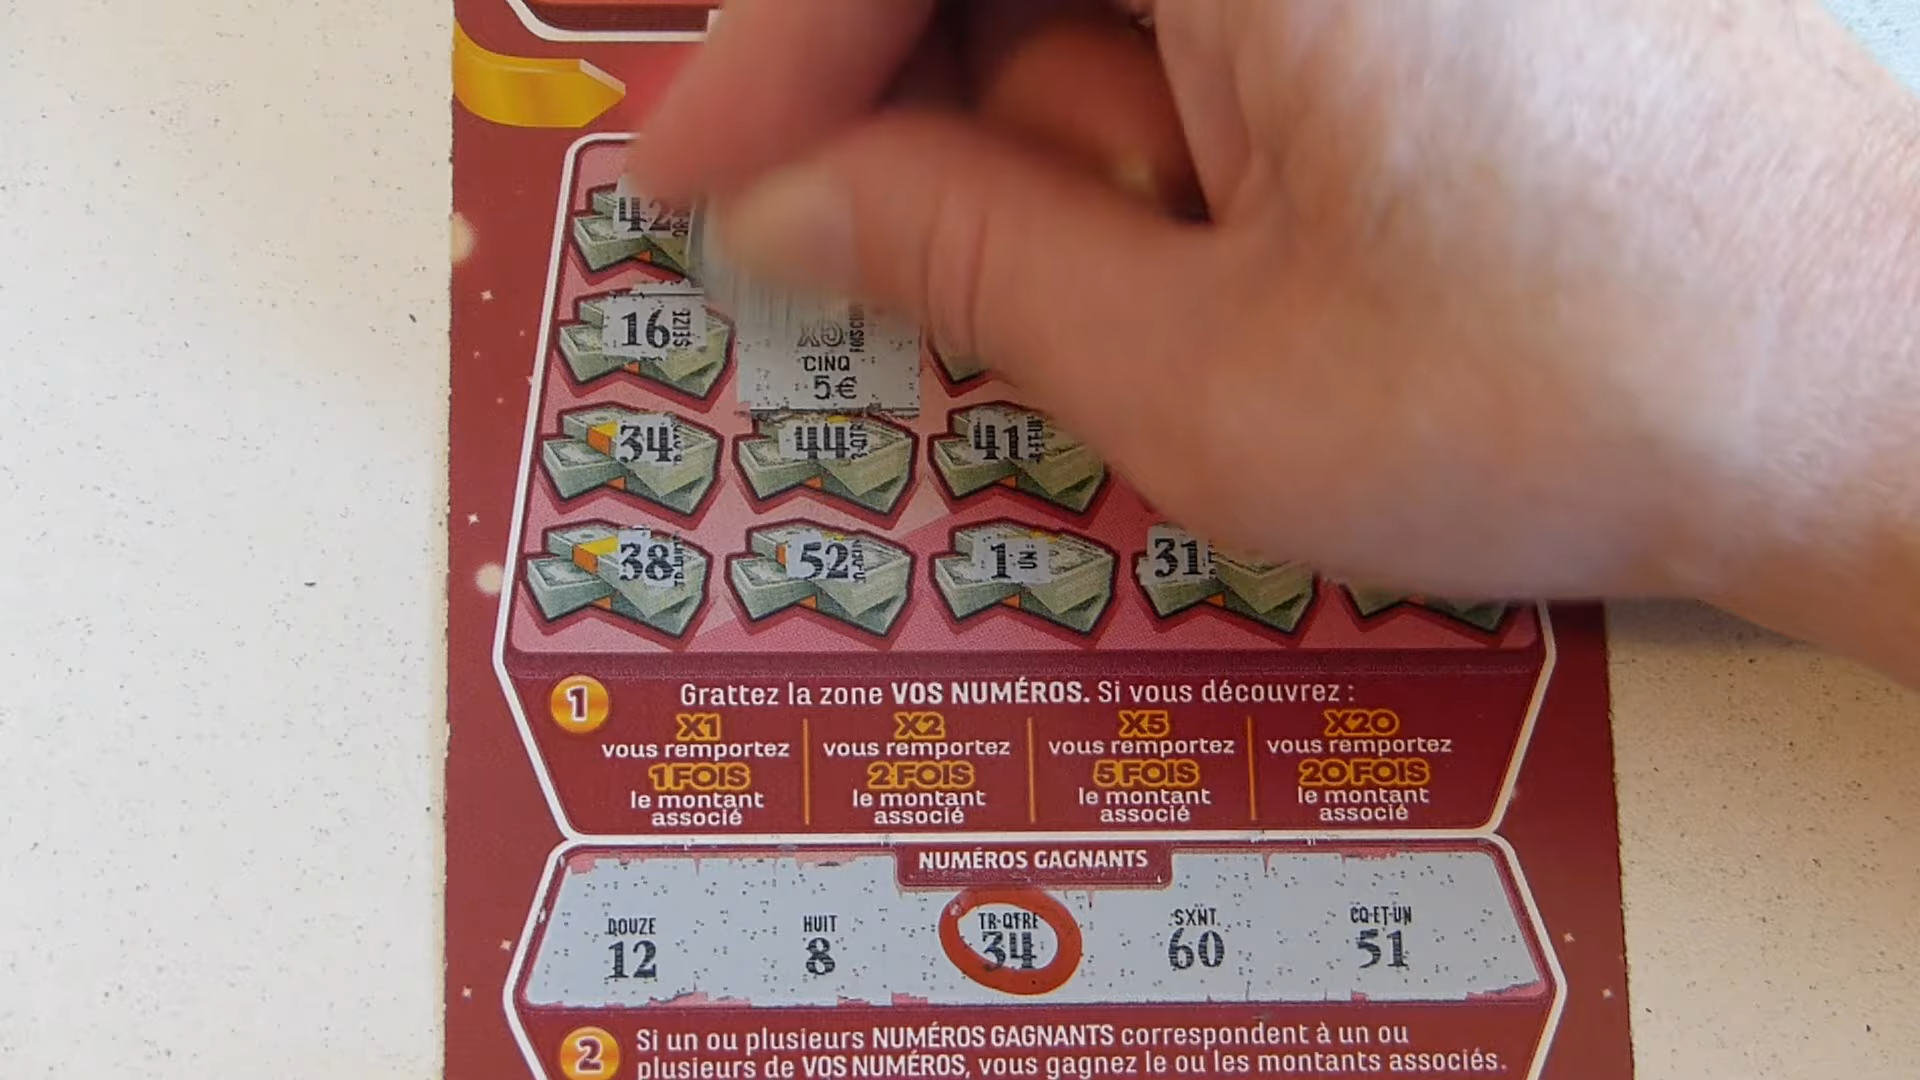 42
16 SEIZE
X5
CINQ
5€
34 44 41
38 52 1 UN 31
1 Grattez la zone VOS NUMÉROS. Si vous découvrez :
X1 X2 X5 X20
vous remportez vous remportez vous remportez vous remportez
1 FOIS 2 FOIS 5 FOIS 20 FOIS
le montant le montant le montant le montant
associé associé associé associé
NUMÉROS GAGNANTS
DOUZE HUIT TR-QTRE SXNT CQ-ET-UN
12 8 34 60 51
2 Si un ou plusieurs NUMÉROS GAGNANTS correspondent à un ou
plusieurs de VOS NUMÉROS, vous gagnez le ou les montants associés.